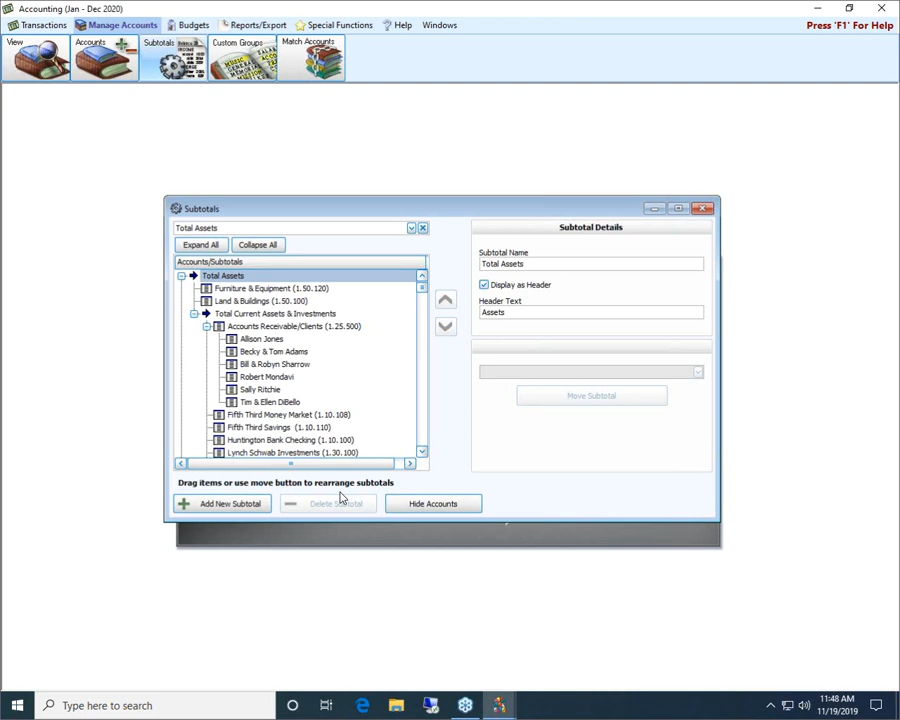 Accounting (Jan - Dec 2020)
Transactions Manage Accounts Budgets Reports/Export Special Functions Help Windows
Press 'F1' For Help
View Accounts Subtotals Custom Groups Match Accounts
Subtotals
Total Assets
Expand All Collapse All
Accounts/Subtotals
Total Assets
Furniture & Equipment (1.50.120)
Land & Buildings (1.50.100)
Total Current Assets & Investments
Accounts Receivable/Clients (1.25.500)
Allison Jones
Becky & Tom Adams
Bill & Robyn Sharrow
Robert Mondavi
Sally Ritchie
Tim & Ellen DiBello
Fifth Third Money Market (1.10.108)
Fifth Third Savings (1.10.110)
Huntington Bank Checking (1.10.100)
Lynch Schwab Investments (1.30.100)
Drag items or use move button to rearrange subtotals
Add New Subtotal Delete Subtotal Hide Accounts
Subtotal Details
Subtotal Name
Total Assets
Display as Header
Header Text
Assets
Move Subtotal
Type here to search
11:48 AM
11/19/2019